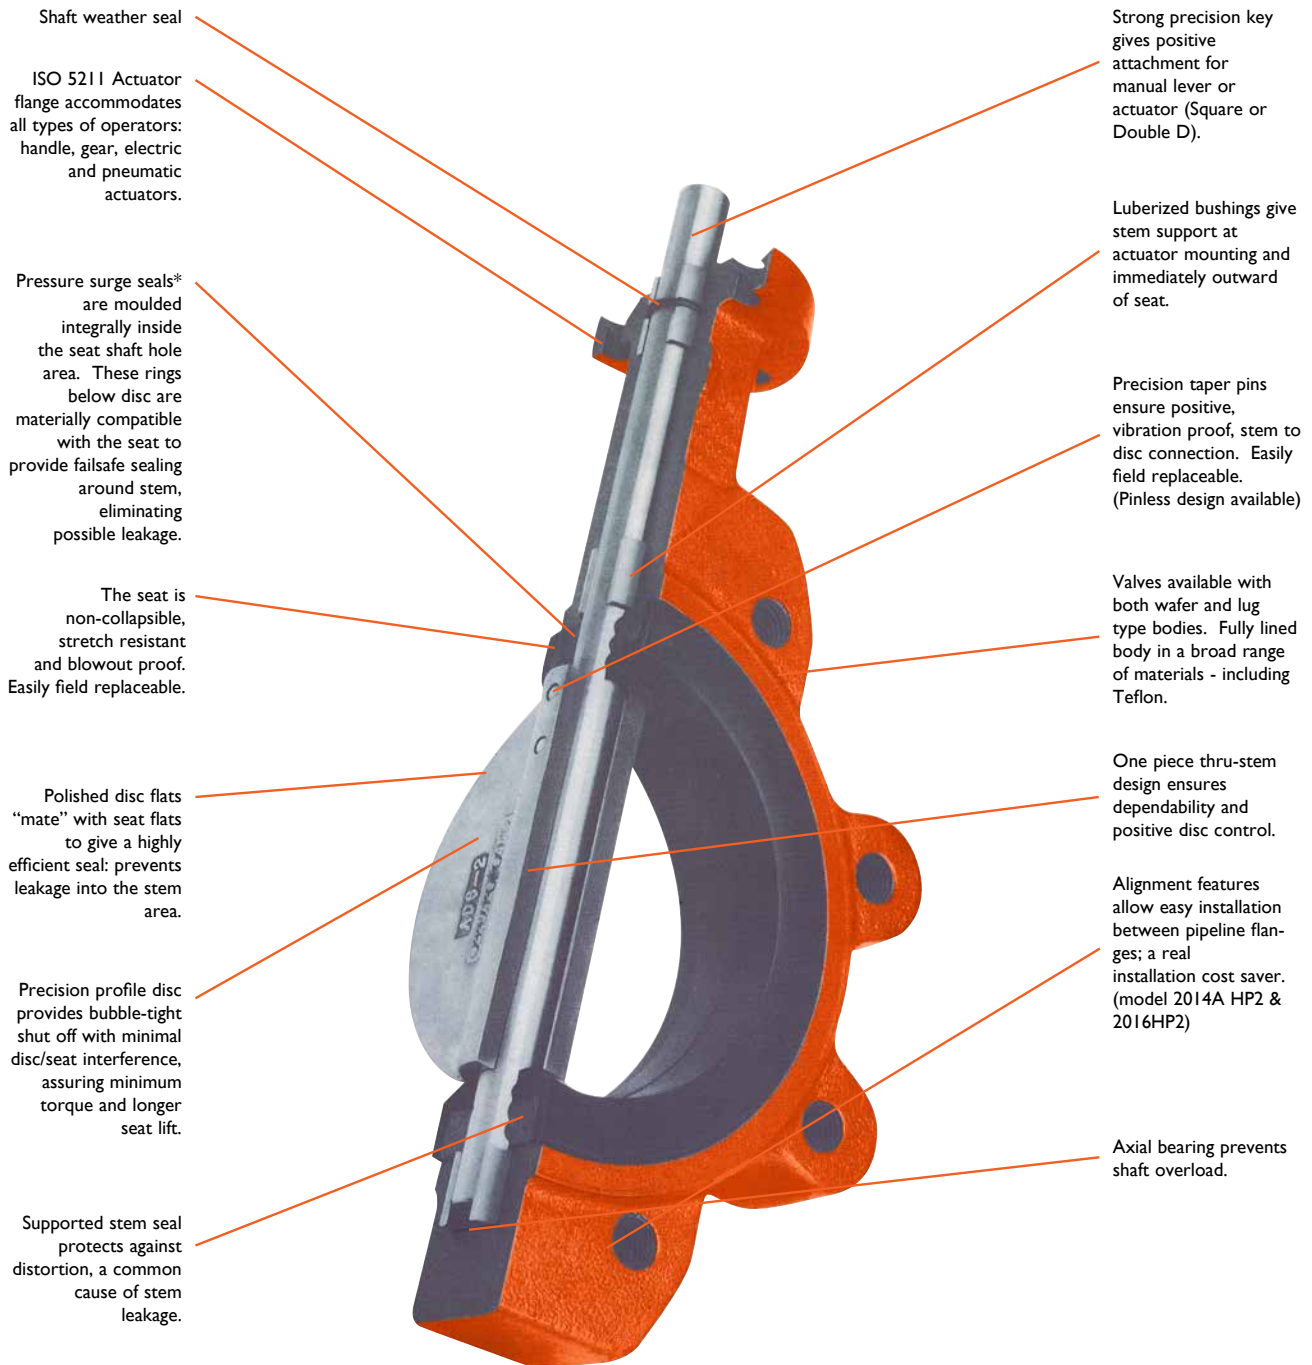 Shaft weather seal
ISO 5211 Actuator
flange accommodates
all types of operators:
handle, gear, electric
and pneumatic
actuators.
Pressure surge seals*
are moulded
integrally inside
the seat shaft hole
area. These rings
below disc are
materially compatible
with the seat to
provide failsafe sealing
around stem,
eliminating
possible leakage.
The seat is
non-collapsible,
stretch resistant
and blowout proof.
Easily field replaceable.
Polished disc flats
“mate” with seat flats
to give a highly
efficient seal: prevents
leakage into the stem
area.
Precision profile disc
provides bubble-tight
shut off with minimal
disc/seat interference,
assuring minimum
torque and longer
seat lift.
Supported stem seal
protects against
distortion, a common
cause of stem
leakage.
Strong precision key
gives positive
attachment for
manual lever or
actuator (Square or
Double D).
Luberized bushings give
stem support at
actuator mounting and
immediately outward
of seat.
Precision taper pins
ensure positive,
vibration proof, stem to
disc connection. Easily
field replaceable.
(Pinless design available)
Valves available with
both wafer and lug
type bodies. Fully lined
body in a broad range
of materials - including
Teflon.
One piece thru-stem
design ensures
dependability and
positive disc control.
Alignment features
allow easy installation
between pipeline flan-
ges; a real
installation cost saver.
(model 2014A HP2 &
2016HP2)
Axial bearing prevents
shaft overload.